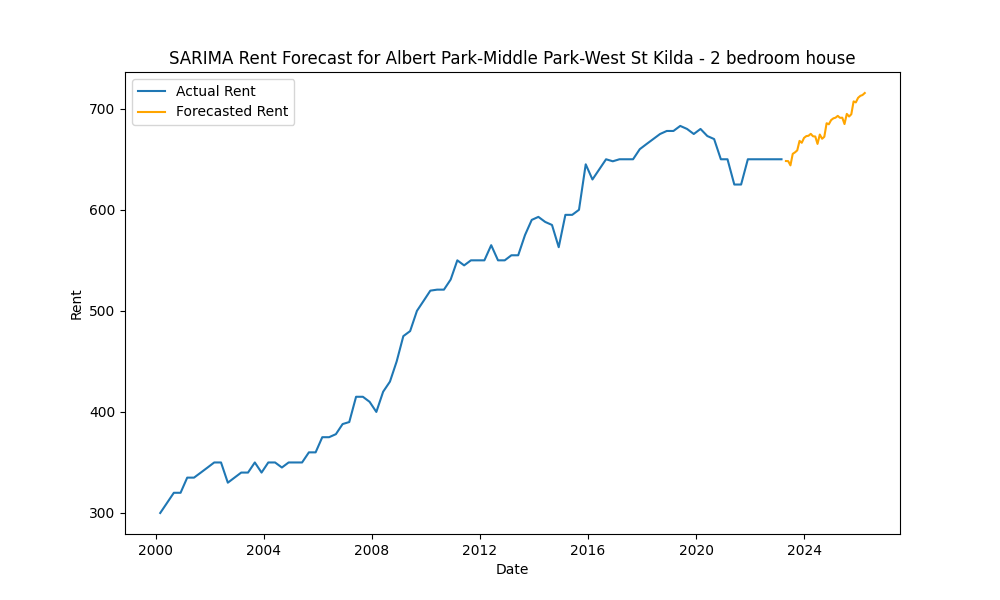 SARIMA Rent Forecast for Albert Park-Middle Park-West St Kilda - 2 bedroom house
Actual Rent
Forecasted Rent
700
600
500
400
300
Rent
2000 2004 2008 2012 2016 2020 2024
Date